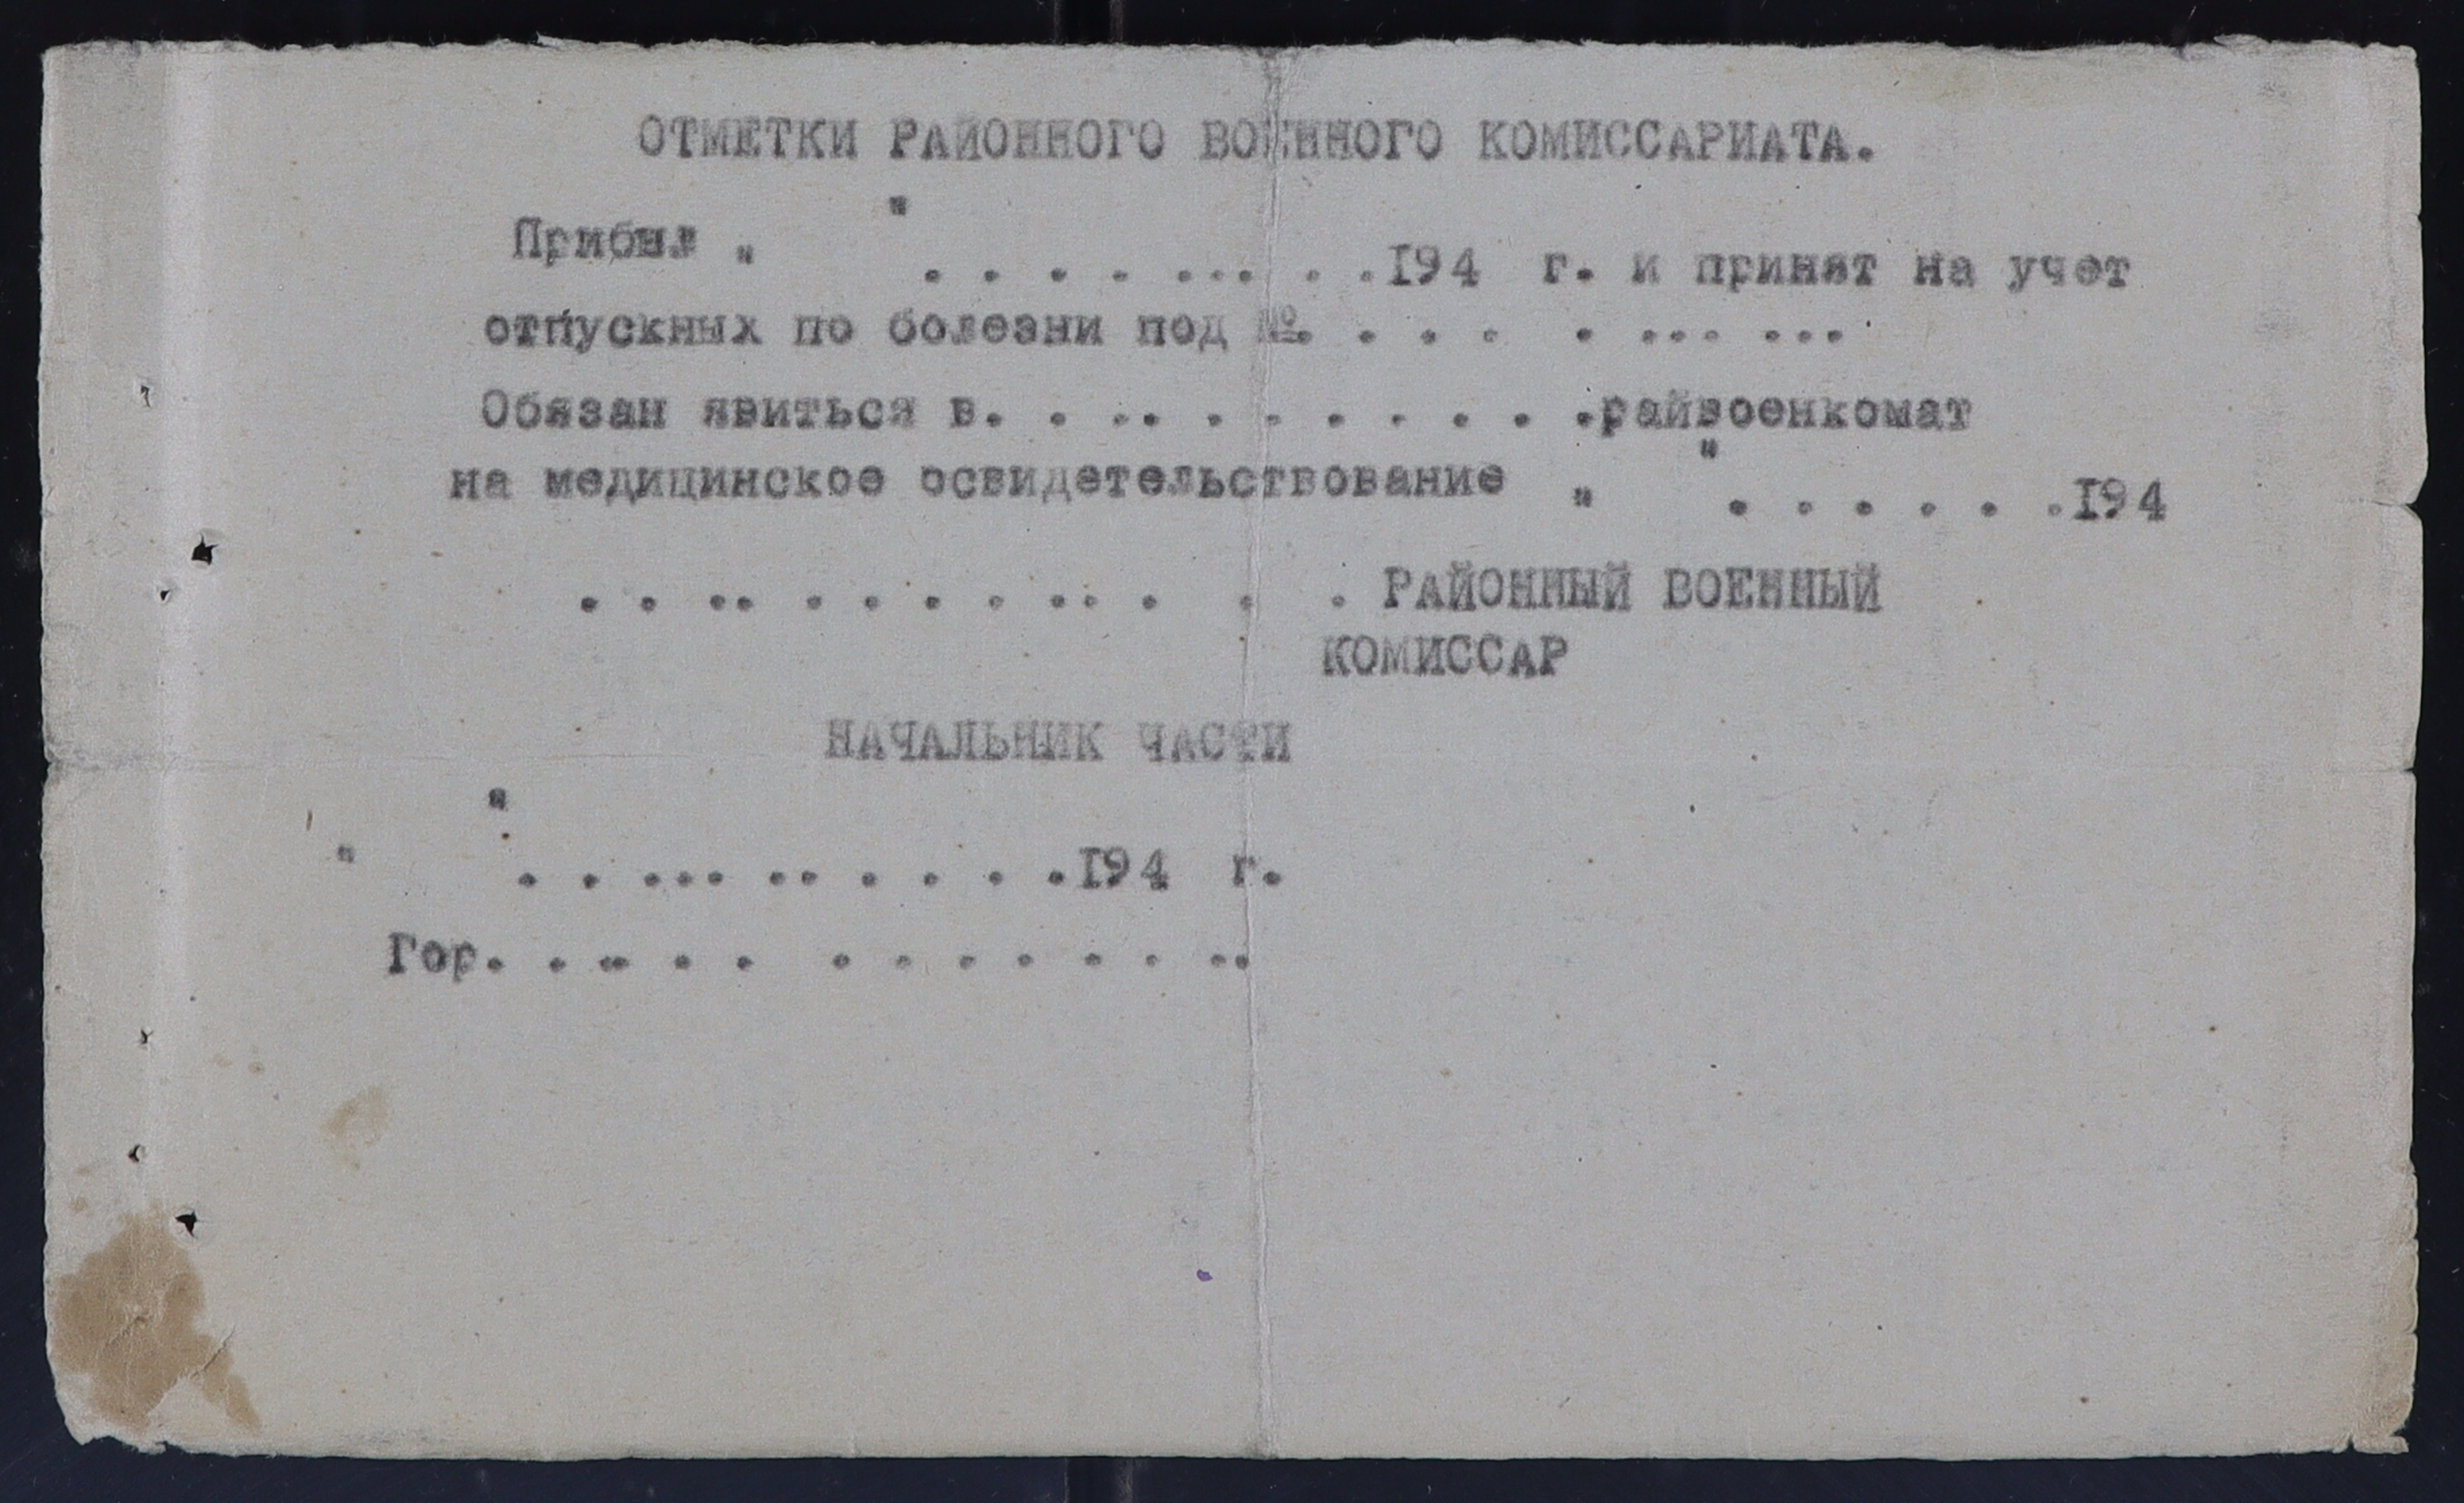 ОТМЕТКИ РАЙОННОГО ВОЕННОГО КОМИССАРИАТА.
Прибыл " " . . . . ... . .194 г. и принят на учет
отпускных по болезни под №. . . . . ... ...
Обязан явиться в. . .. . . . . . . .райвоенкомат
на медицинское освидетельствование " " . . . . . .194
. . .. . . . . .. . . . РАЙОННЫЙ ВОЕННЫЙ
КОМИССАР
НАЧАЛЬНИК ЧАСТИ
" " . . ... .. . . . .194 г.
Гор. . .. . . . . . . . . ..